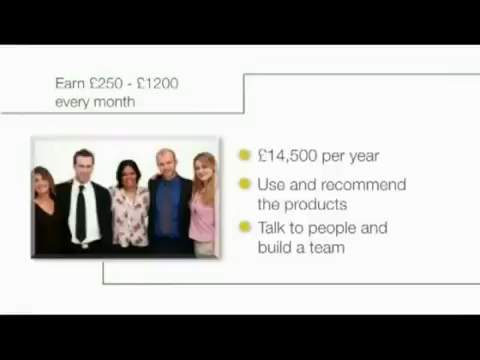 Earn £250 - £1200
every month
£14,500 per year
Use and recommend
the products
Talk to people and
build a team